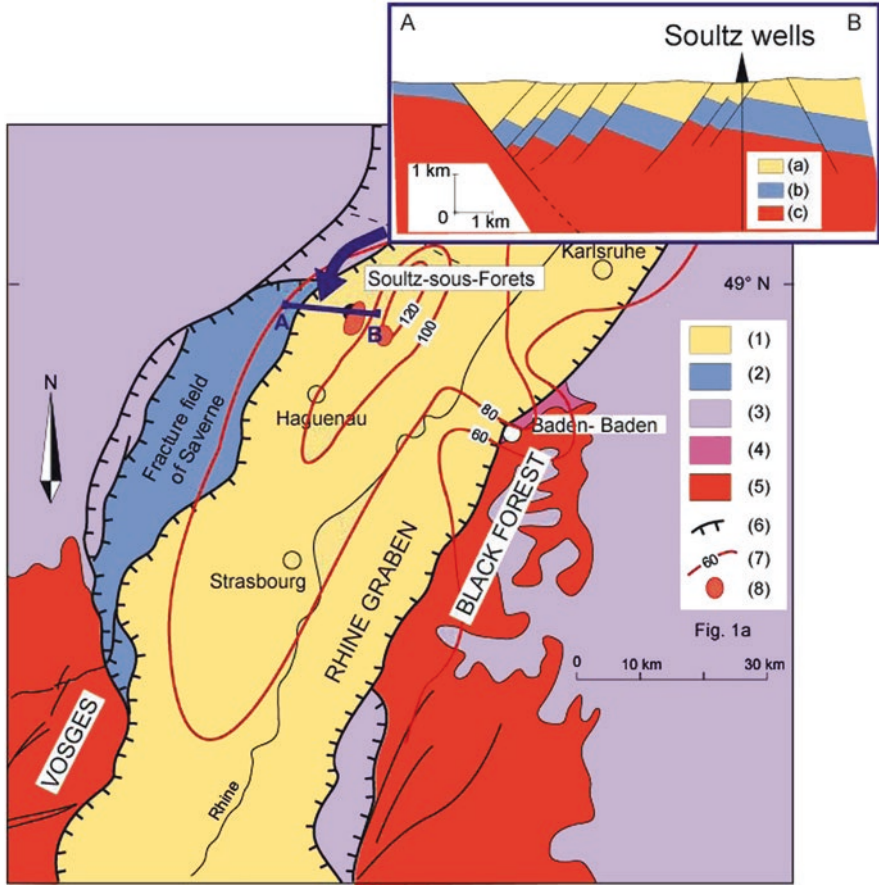 A
B
Soultz wells
1 km
0
1 km
(a)
(b)
(c)
Karlsruhe
49° N
Soultz-sous-Forets
A
B
120
100
N
Fracture field
of Saverne
Haguenau
80
60
Baden- Baden
Strasbourg
RHINE GRABEN
BLACK FOREST
VOSGES
Rhine
(1)
(2)
(3)
(4)
(5)
(6)
60
(7)
(8)
Fig. 1a
0
10 km
30 km